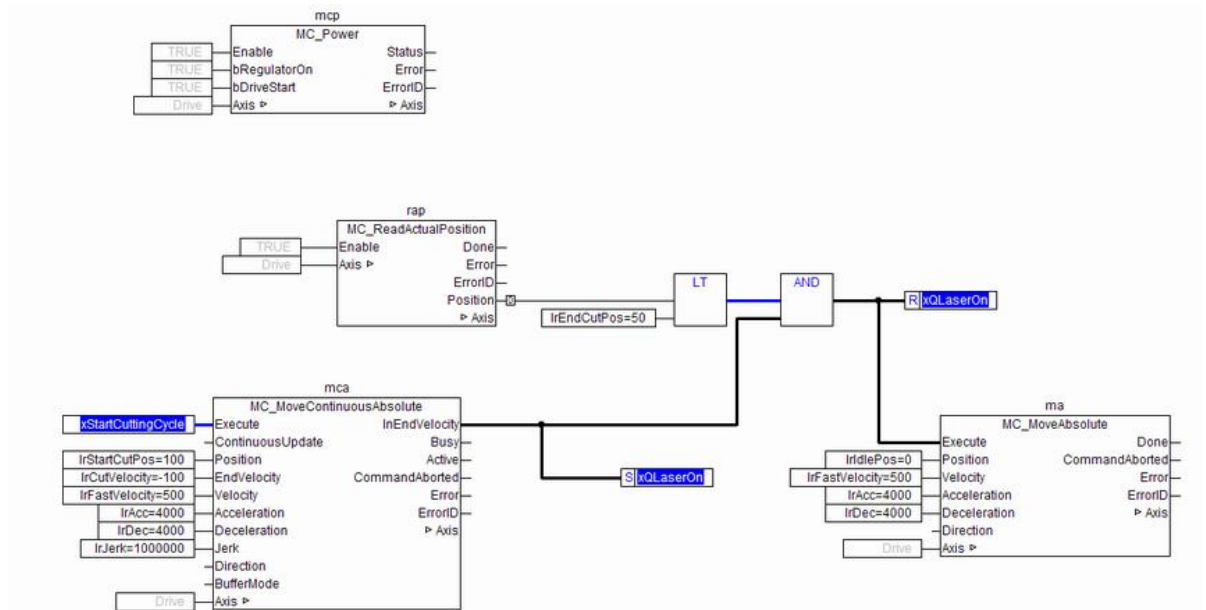 mcp
MC_Power
TRUE Enable Status
TRUE bRegulatorOn Error
TRUE bDriveStart ErrorID
Drive Axis Axis
rap
MC_ReadActualPosition
TRUE Enable Done
Drive Axis Error
ErrorID
Position
Axis
lrEndCutPos=50
LT
AND
R xQLaserOn
mca
MC_MoveContinuousAbsolute
xStartCuttingCycle Execute InEndVelocity
ContinuousUpdate Busy
lrStartCutPos=100 Position Active
lrCutVelocity=-100 EndVelocity CommandAborted
lrFastVelocity=500 Velocity Error
lrAcc=4000 Acceleration ErrorID
lrDec=4000 Deceleration Axis
lrJerk=1000000 Jerk
Direction
BufferMode
Drive Axis
S xQLaserOn
ma
MC_MoveAbsolute
Execute Done
lrIdlePos=0 Position CommandAborted
lrFastVelocity=500 Velocity Error
lrAcc=4000 Acceleration ErrorID
lrDec=4000 Deceleration Axis
Direction
Drive Axis